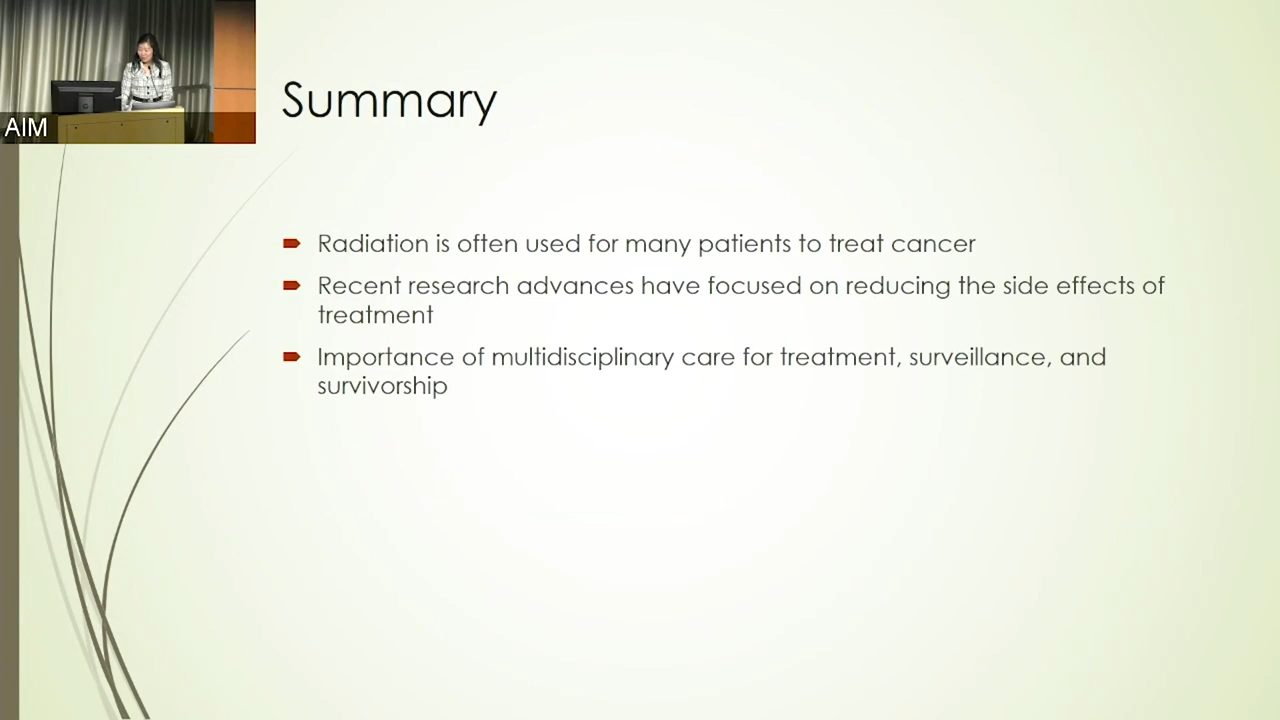 AIM
Summary
Radiation is often used for many patients to treat cancer
Recent research advances have focused on reducing the side effects of
treatment
Importance of multidisciplinary care for treatment, surveillance, and
survivorship